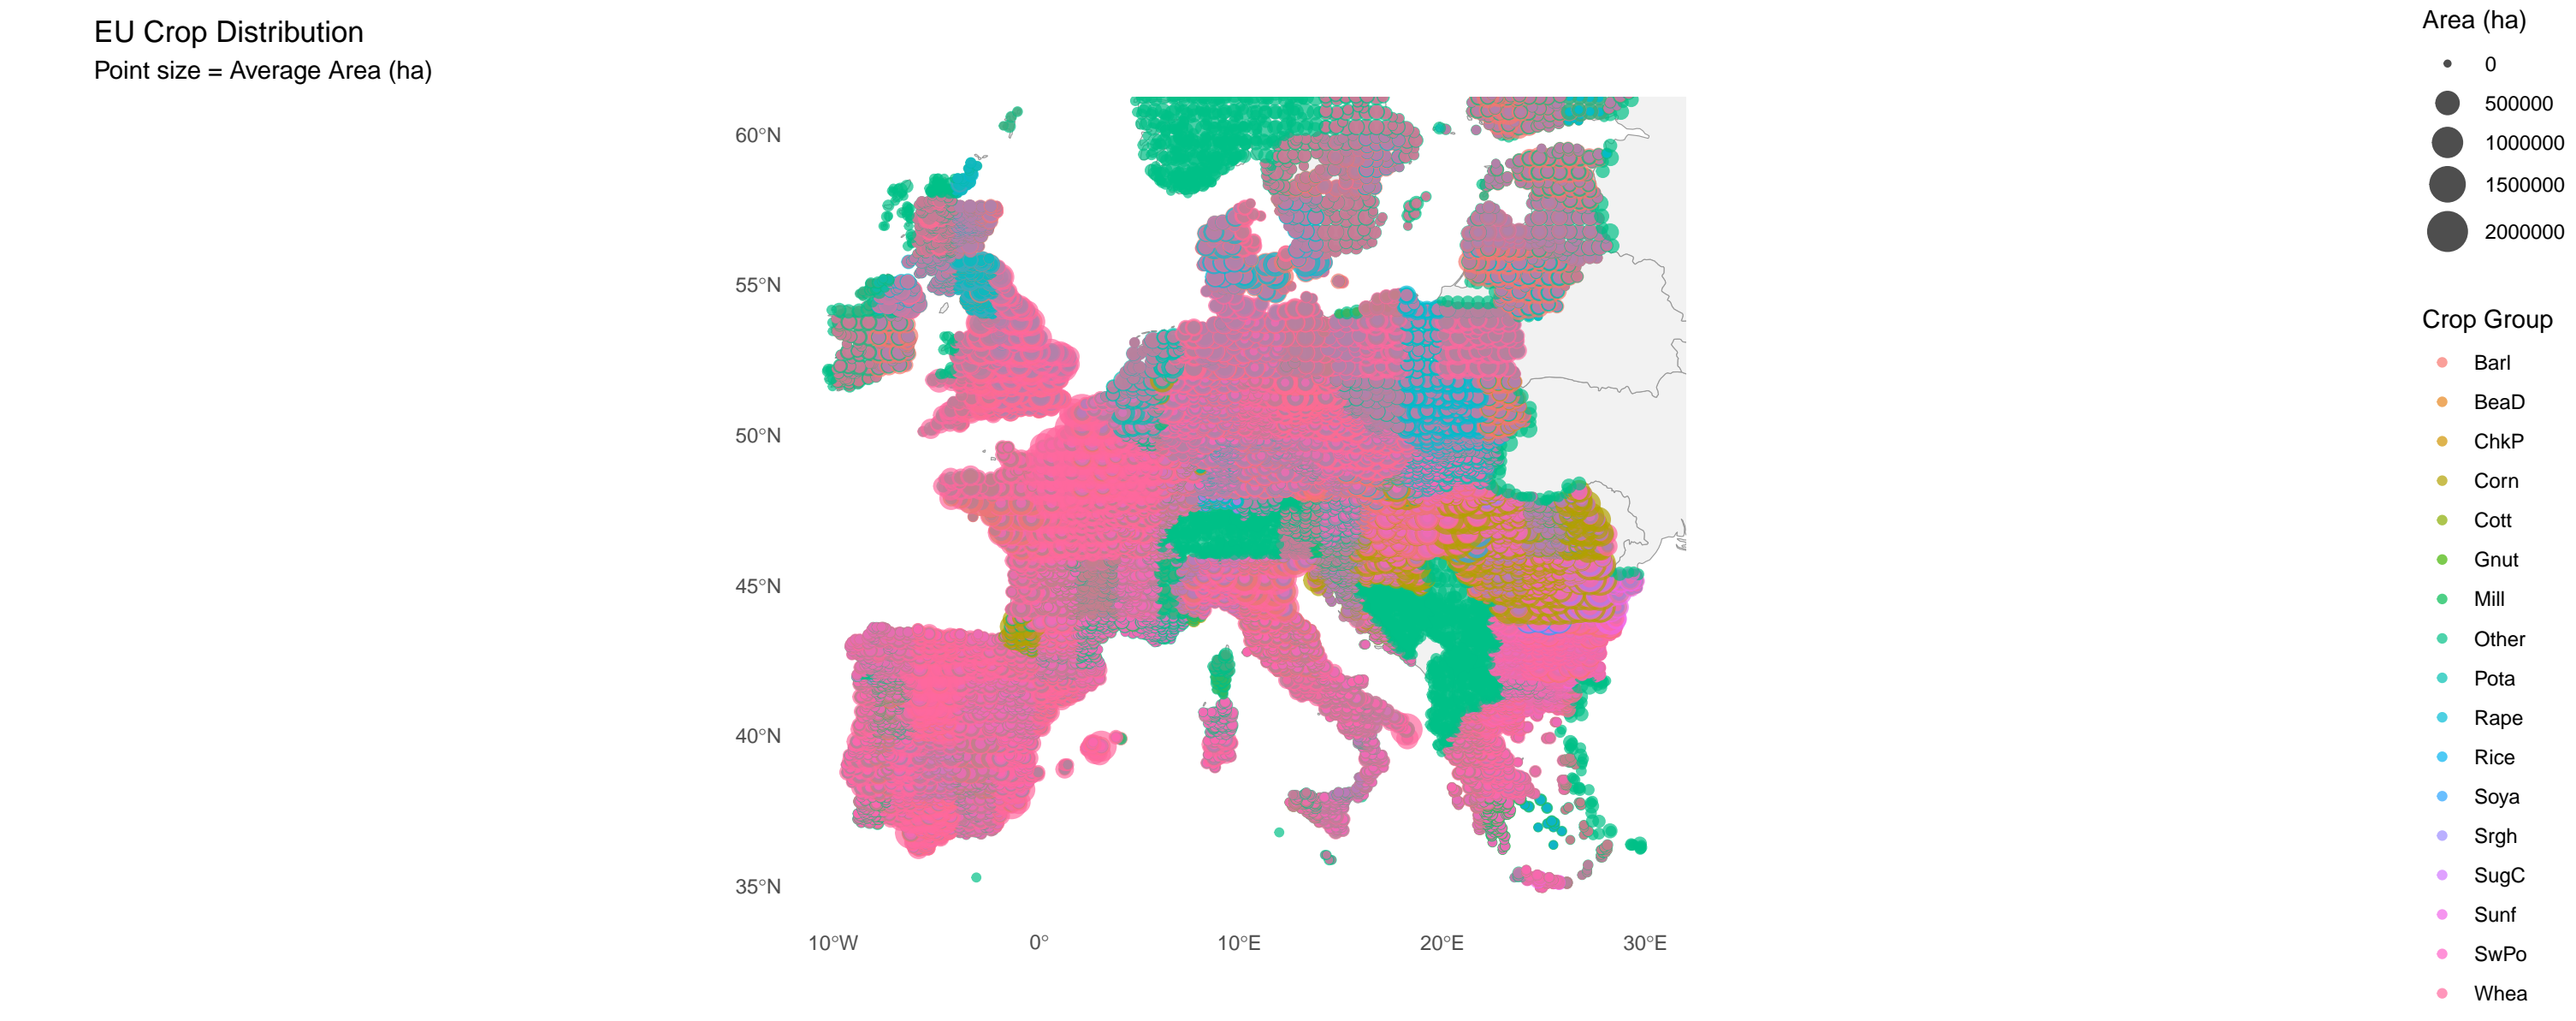 EU Crop Distribution
Point size = Average Area (ha)
60°N
55°N
50°N
45°N
40°N
35°N
10°W 0° 10°E 20°E 30°E
Area (ha)
0
500000
1000000
1500000
2000000
Crop Group
Barl
BeaD
ChkP
Corn
Cott
Gnut
Mill
Other
Pota
Rape
Rice
Soya
Srgh
SugC
Sunf
SwPo
Whea